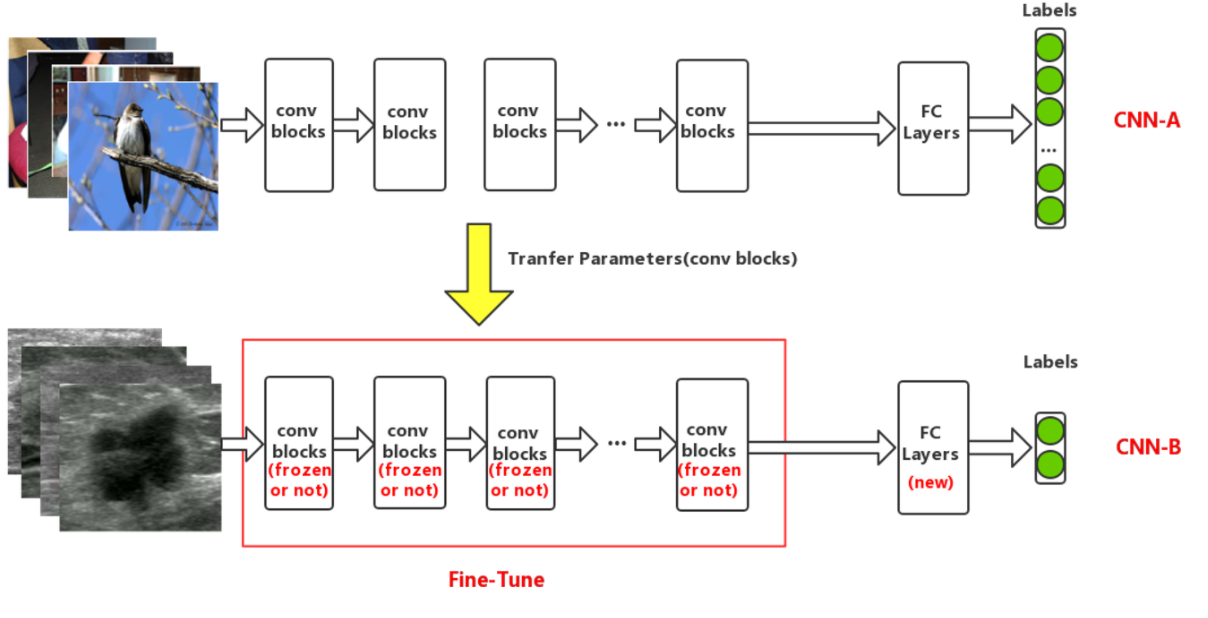 Labels
conv
blocks
conv
blocks
conv
blocks
...
conv
blocks
FC
Layers
...
CNN-A
Tranfer Parameters(conv blocks)
Labels
conv
blocks
(frozen
or not)
conv
blocks
(frozen
or not)
conv
blocks
(frozen
or not)
...
conv
blocks
(frozen
or not)
FC
Layers
(new)
CNN-B
Fine-Tune